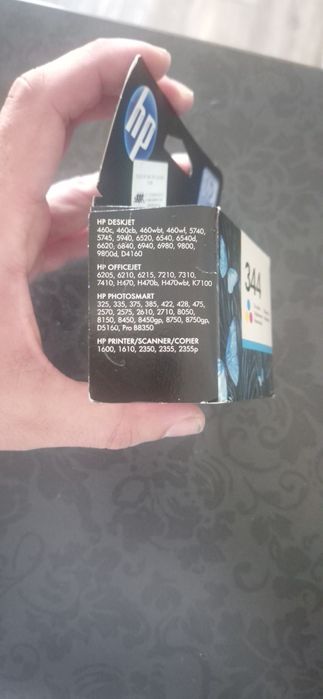 hp
HP DESKJET
460c, 460cb, 460wbt, 460wf, 5740,
5745, 5940, 6520, 6540, 6540d,
6620, 6840, 6940, 6980, 9800,
9800d, D4160
HP OFFICEJET
6205, 6210, 6215, 7210, 7310,
7410, H470, H470b, H470wbt, K7100
HP PHOTOSMART
325, 335, 375, 385, 422, 428, 475,
2570, 2575, 2610, 2710, 8050,
8150, 8450, 8450gp, 8750, 8750gp,
D5160, Pro B8350
HP PRINTER/SCANNER/COPIER
1600, 1610, 2350, 2355, 2355p
344